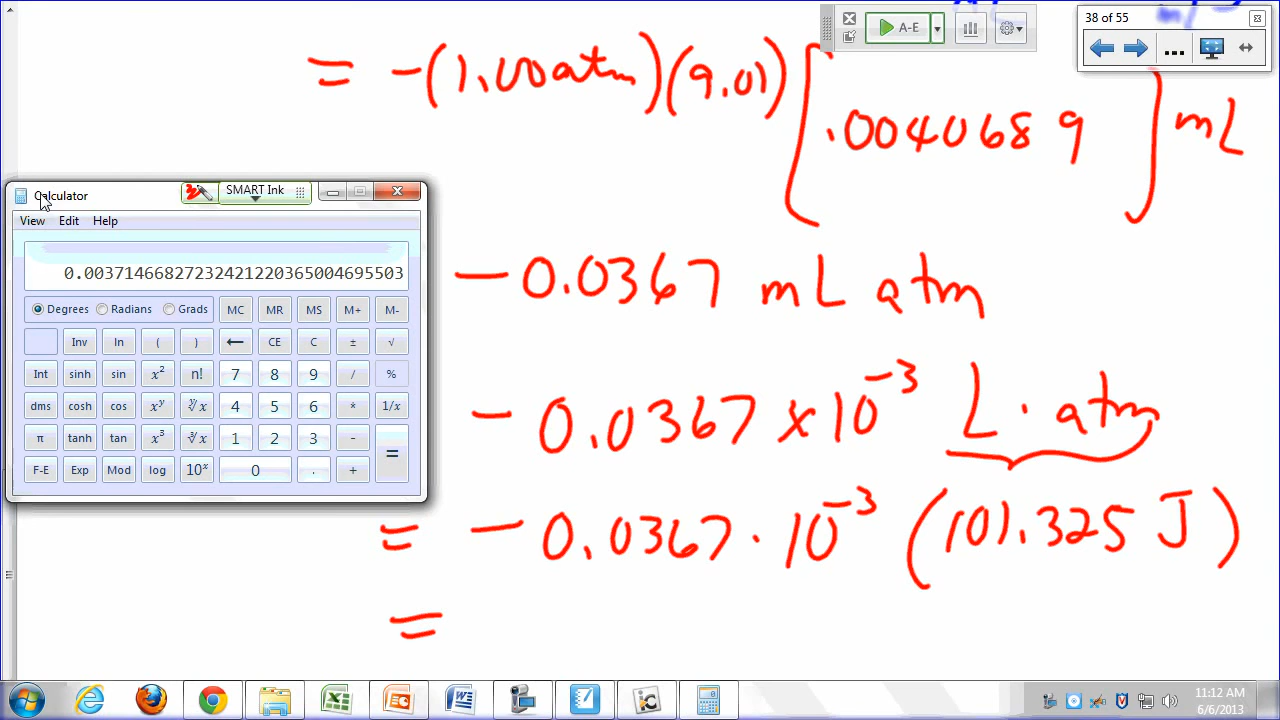 38 of 55
A-E
= -(1.00atm)(9.01)[.0040689] mL
Calculator
SMART Ink
View Edit Help
0.0037146682723242122036500469550​3
Degrees Radians Grads MC MR MS M+ M-
Inv ln ( ) ← CE C ± √
Int sinh sin x² n! 7 8 9 / %
dms cosh cos xʸ ʸ√x 4 5 6 * 1/x
π tanh tan x³ ³√x 1 2 3 - =
F-E Exp Mod log 10ˣ 0 . +
-0.0367 mL atm
-0.0367 x 10⁻³ L · atm
= -0.0367 · 10⁻³ (101.325 J)
=
11:12 AM
6/6/2013